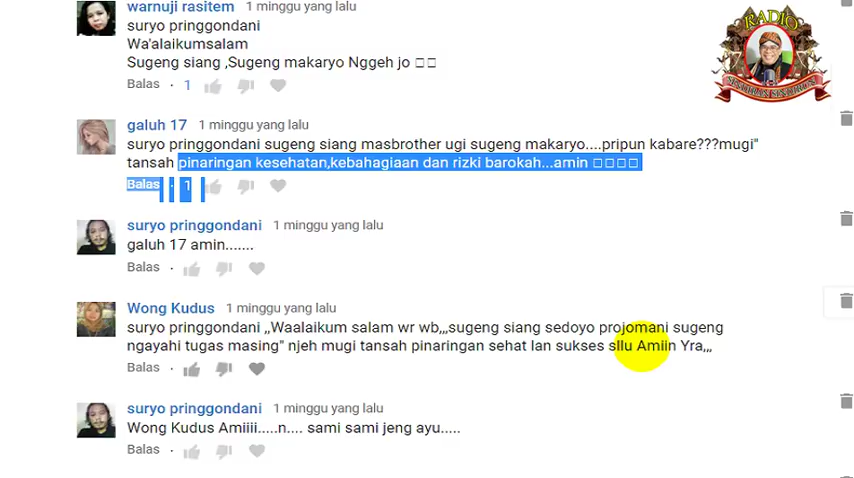 warnuji rasitem 1 minggu yang lalu
suryo pringgondani
Wa'alaikumsalam
Sugeng siang ,Sugeng makaryo Nggeh jo
Balas · 1
galuh 17 1 minggu yang lalu
suryo pringgondani sugeng siang masbrother ugi sugeng makaryo....pripun kabare???mugi"
tansah pinaringan kesehatan,kebahagiaan dan rizki barokah...amin
Balas · 1
suryo pringgondani 1 minggu yang lalu
galuh 17 amin.......
Balas ·
Wong Kudus 1 minggu yang lalu
suryo pringgondani ,,Waalaikum salam wr wb,,,sugeng siang sedoyo projomani sugeng
ngayahi tugas masing" njeh mugi tansah pinaringan sehat lan sukses sllu Amiin Yra,,,
Balas ·
suryo pringgondani 1 minggu yang lalu
Wong Kudus Amiiii.....n.... sami sami jeng ayu.....
Balas ·
RADIO